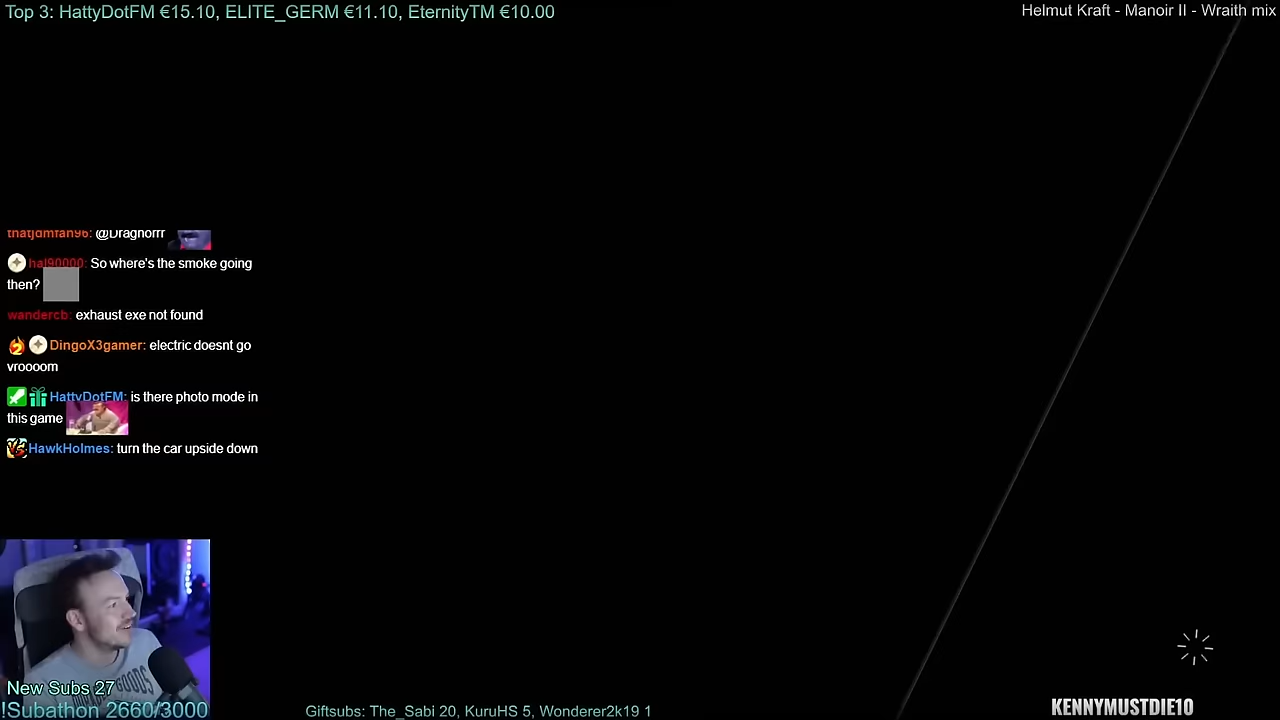 Top 3: HattyDotFM €15.10, ELITE_GERM €11.10, EternityTM €10.00
Helmut Kraft - Manoir II - Wraith mix
thatjdmfan96: @Dragnorrr
hal90000: So where's the smoke going
then?
wandercb: exhaust exe not found
DingoX3gamer: electric doesnt go
vroooom
HattyDotFM: is there photo mode in
this game
HawkHolmes: turn the car upside down
GOODS
New Subs 27
!Subathon 2660/3000
Giftsubs: The_Sabi 20, KuruHS 5, Wonderer2k19 1
KENNYMUSTDIE10